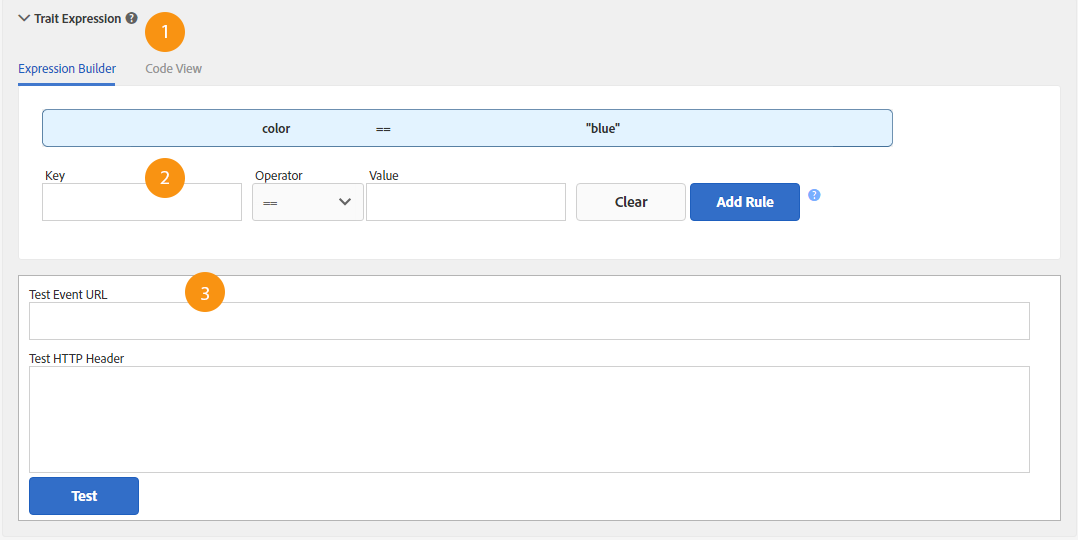 Trait Expression ?
1
Expression Builder Code View
color == "blue"
2
Key Operator Value
== Clear Add Rule ?
3
Test Event URL
Test HTTP Header
Test